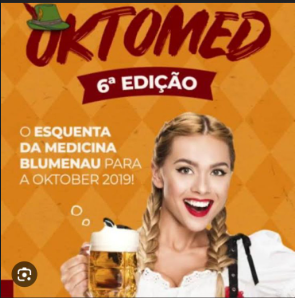 OKTOMED
6ª EDIÇÃO
O ESQUENTA
DA MEDICINA
BLUMENAU PARA
A OKTOBER 2019!